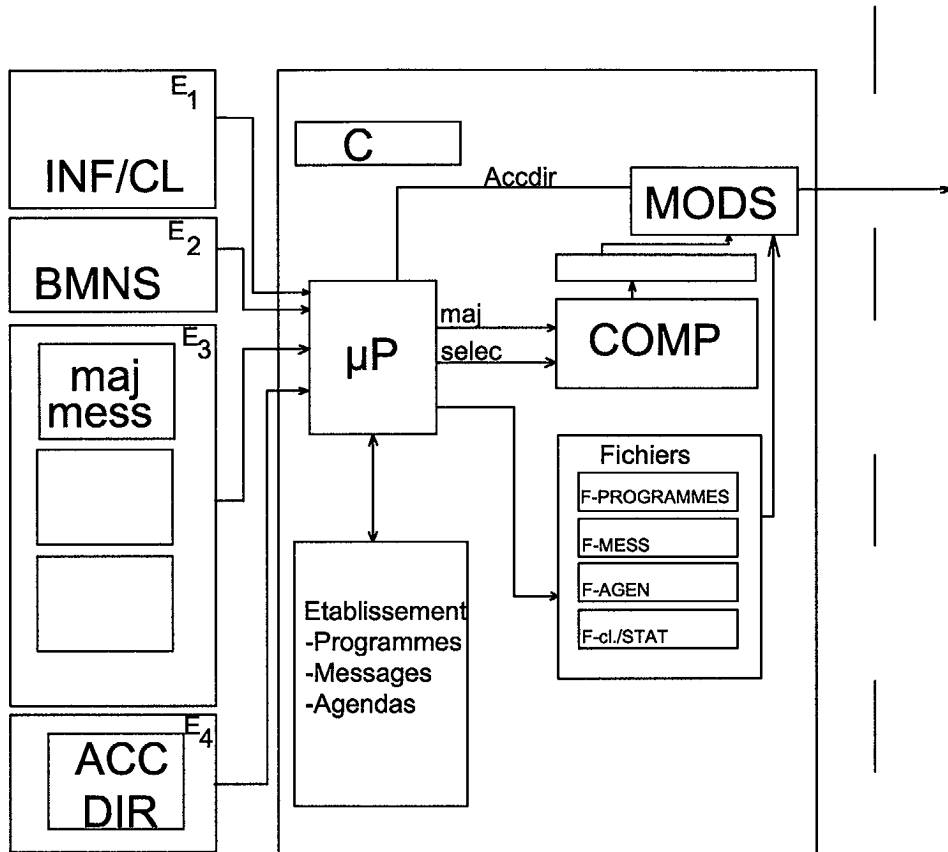 E1
INF/CL
E2
BMNS
E3
maj
mess
E4
ACC
DIR
C
Accdir
MODS
µP
maj
selec
COMP
Fichiers
F-PROGRAMMES
F-MESS
F-AGEN
F-cl./STAT
Etablissement
-Programmes
-Messages
-Agendas